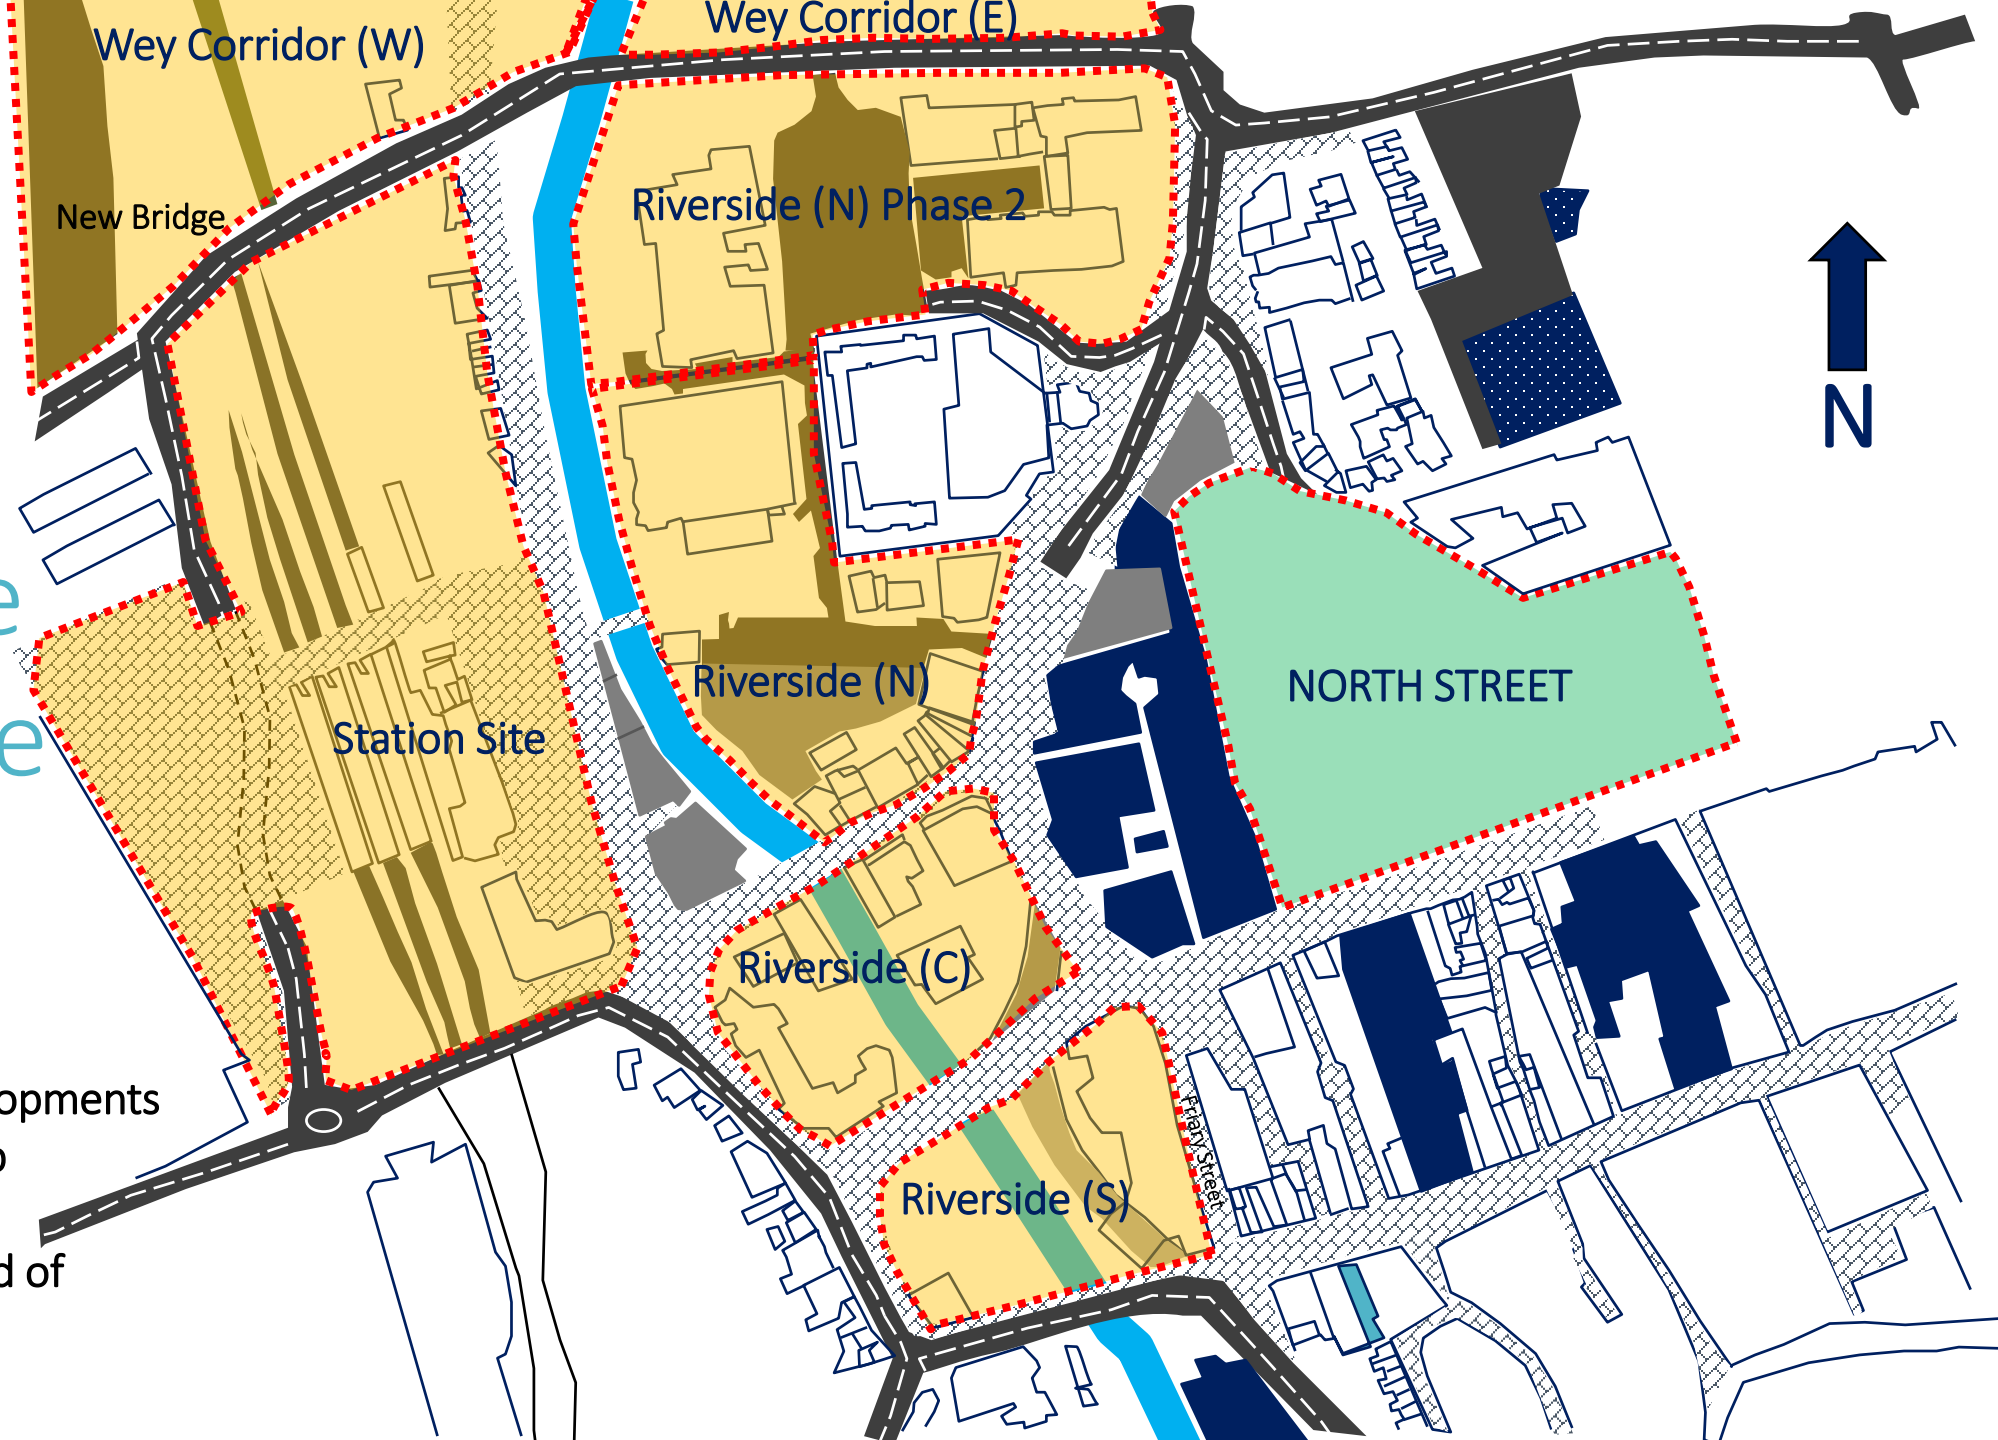 Wey Corridor (W)
Wey Corridor (E)
New Bridge
Riverside (N) Phase 2
N
e
NORTH STREET
Riverside (N)
Station Site
e
Riverside (C)
opments
Friary Street
Riverside (S)
d of